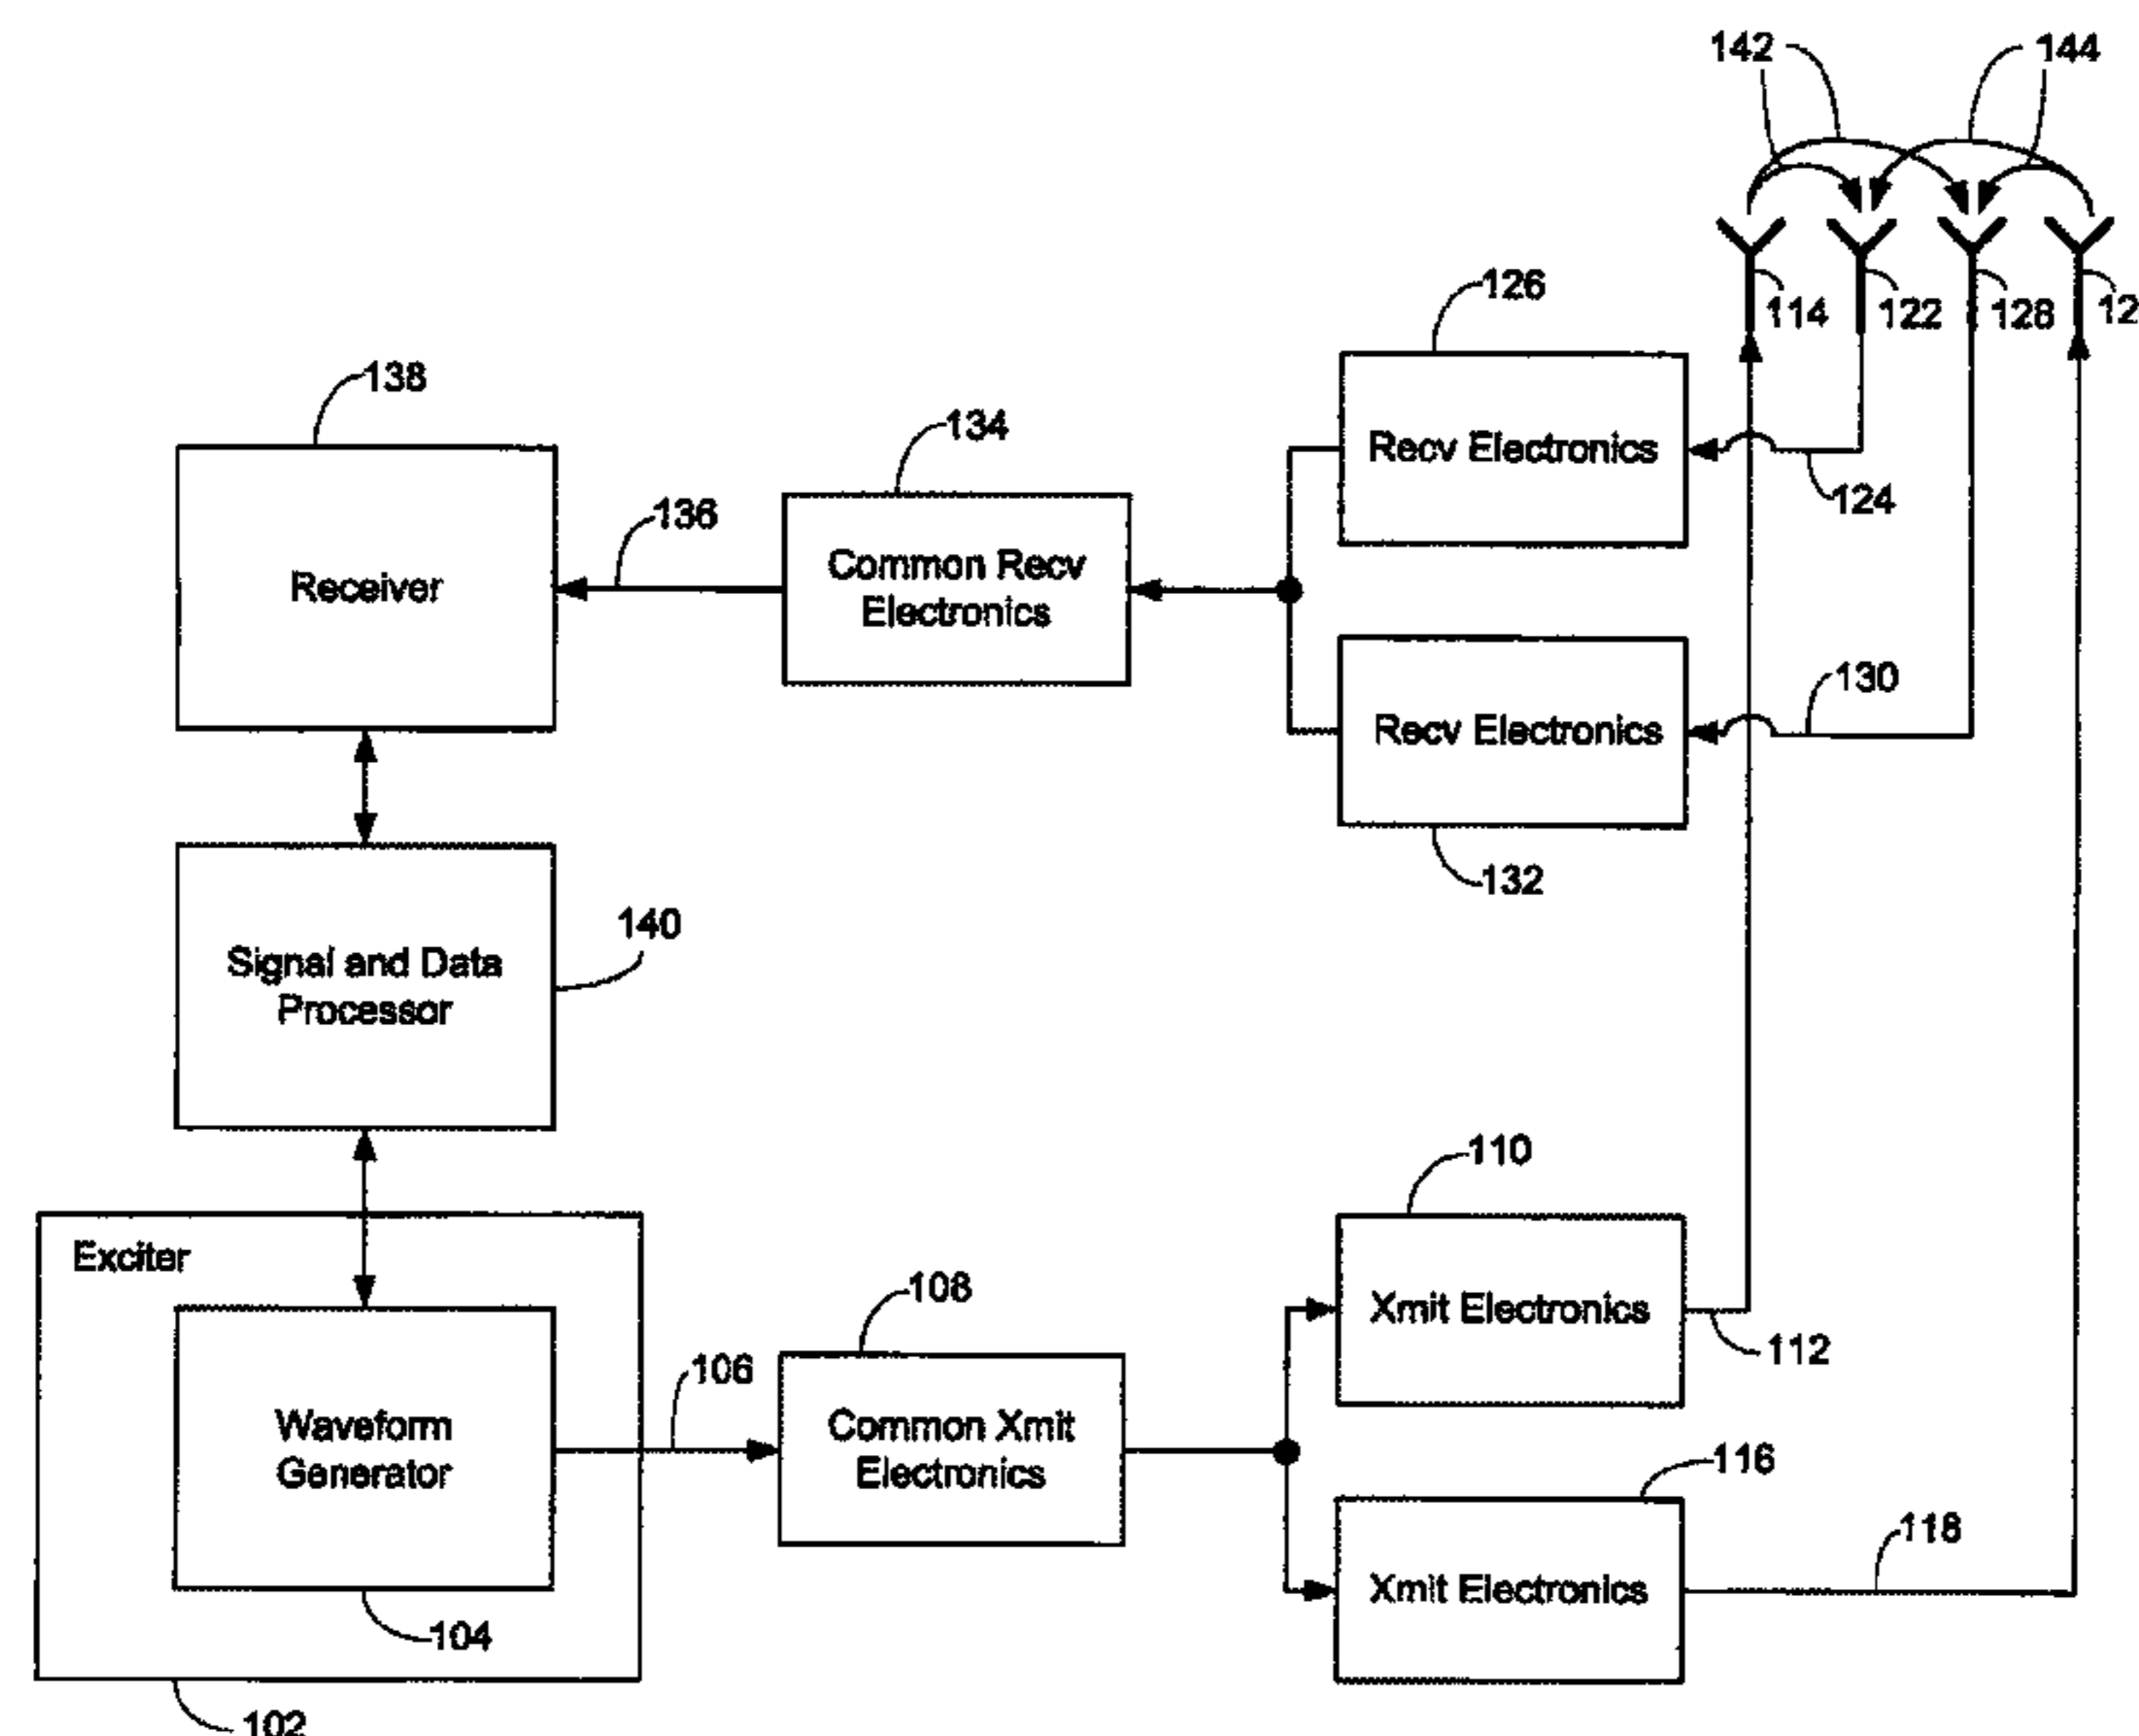 142
144
126
114
122
128
12
138
134
Recv Electronics
124
136
Common Recv
Electronics
Receiver
130
Recv Electronics
132
140
Signal and Data
Processor
110
Exciter
108
Xmit Electronics
112
106
Waveform
Generator
Common Xmit
Electronics
116
118
Xmit Electronics
104
102